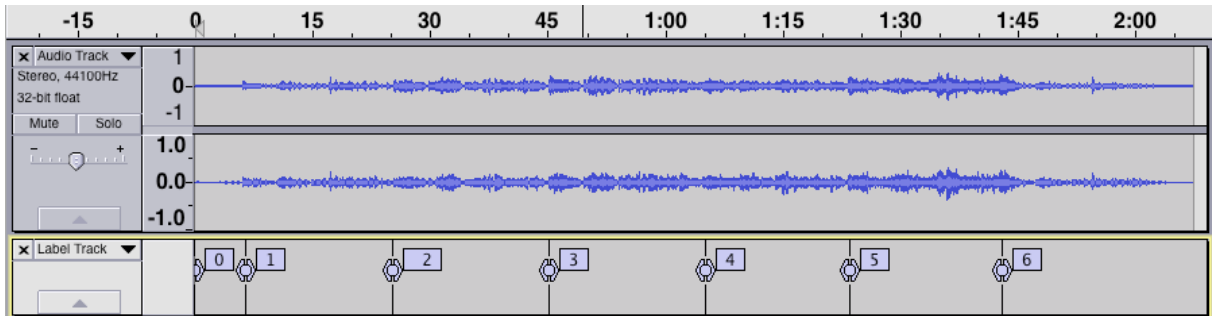 -15 0 15 30 45 1:00 1:15 1:30 1:45 2:00
x Audio Track ▼ 1
Stereo, 44100Hz 0-
32-bit float
-1
Mute Solo
- + 1.0
0.0-
-1.0
x Label Track ▼
0 1 2 3 4 5 6